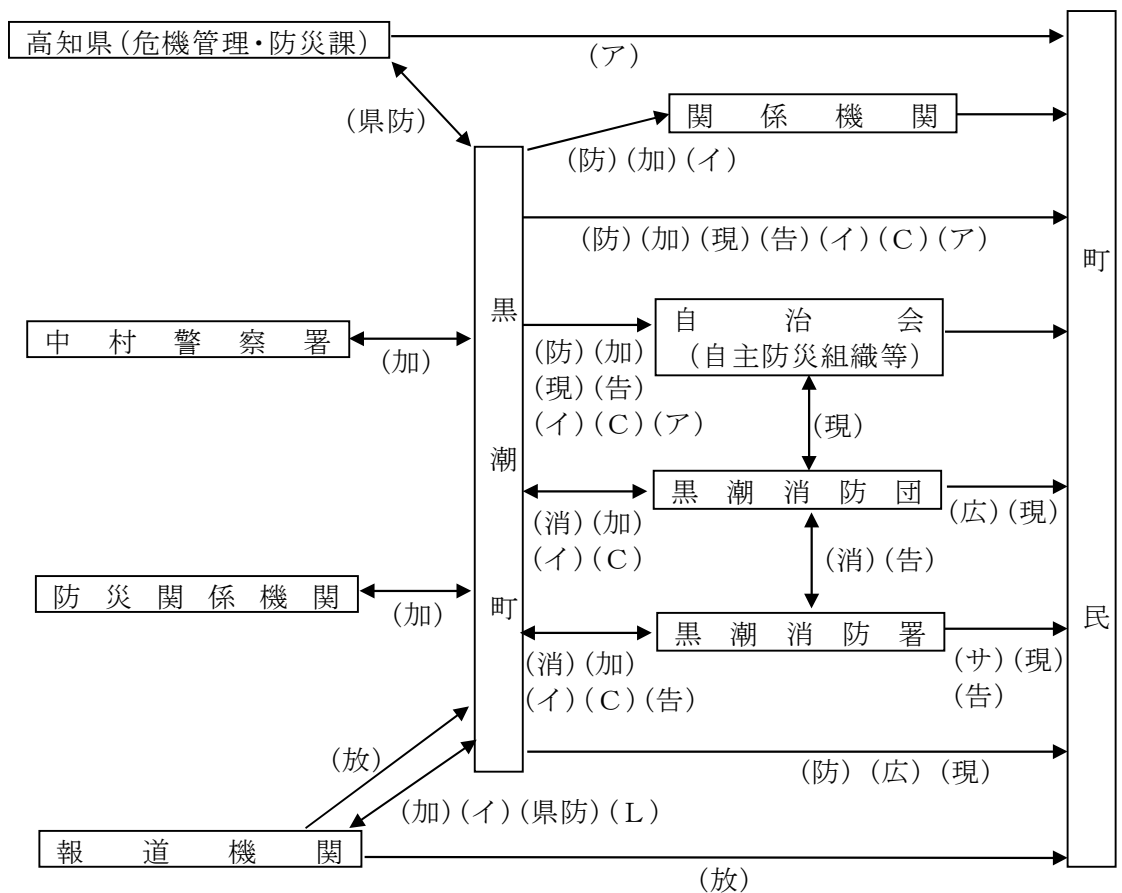 高知県(危機管理・防災課)
(ア)
(県防)
関係機関
(防)(加)(イ)
(防)(加)(現)(告)(イ)(C)(ア)
町民
黒潮町
中村警察署
(加)
自治会
(自主防災組織等)
(防)(加)
(現)(告)
(イ)(C)(ア)
(現)
黒潮消防団
(広)(現)
(消)(加)
(イ)(C)
(消)(告)
防災関係機関
(加)
黒潮消防署
(消)(加)
(イ)(C)(告)
(サ)(現)
(告)
(放)
(防)(広)(現)
(加)(イ)(県防)(L)
報道機関
(放)